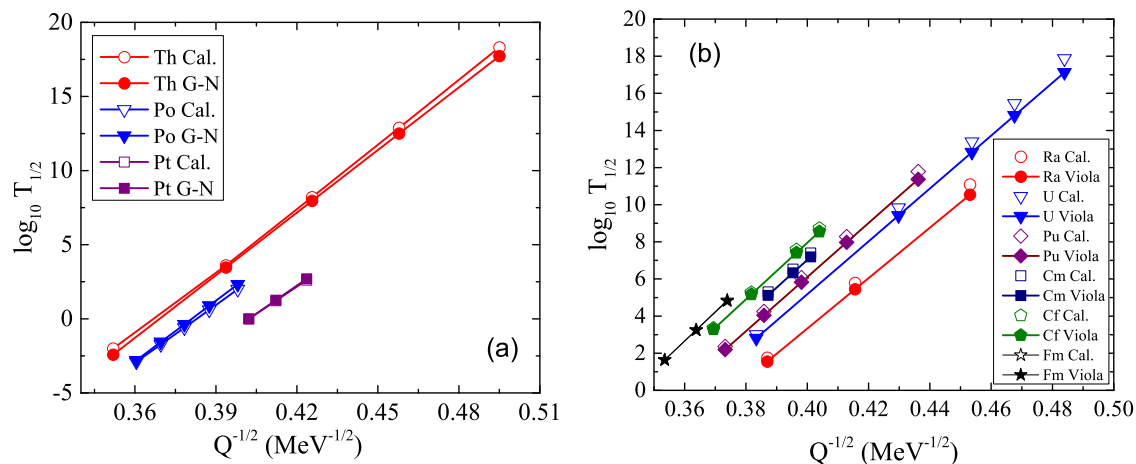 20
15
10
5
0
-5
0.36
0.39
0.42
0.45
0.48
0.51
log10 T1/2
Q-1/2 (MeV-1/2)
Th Cal.
Th G-N
Po Cal.
Po G-N
Pt Cal.
Pt G-N
(a)
20
18
16
14
12
10
8
6
4
2
0
0.36
0.38
0.40
0.42
0.44
0.46
0.48
0.50
log10 T1/2
Q-1/2 (MeV-1/2)
(b)
Ra Cal.
Ra Viola
U Cal.
U Viola
Pu Cal.
Pu Viola
Cm Cal.
Cm Viola
Cf Cal.
Cf Viola
Fm Cal.
Fm Viola